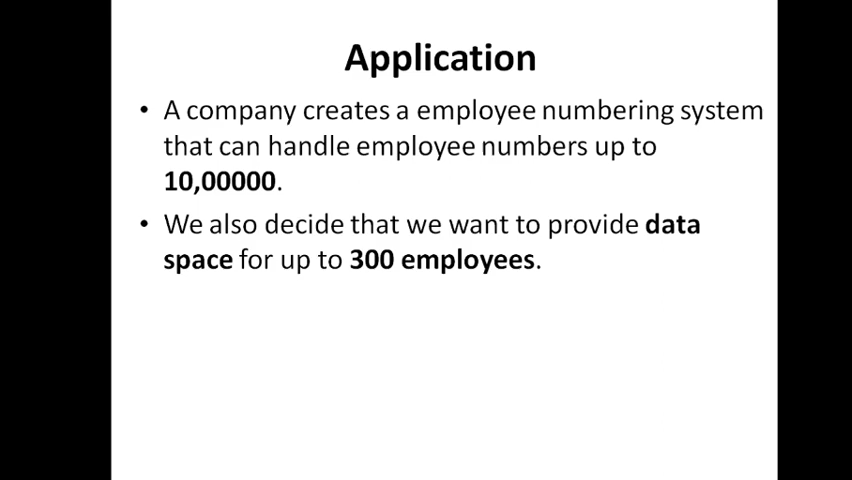 Application
• A company creates a employee numbering system
that can handle employee numbers up to
10,00000.
• We also decide that we want to provide data
space for up to 300 employees.